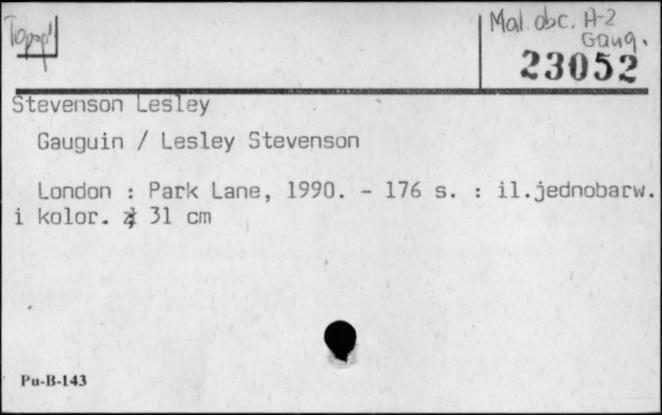 Mal. obc. A-2
Gaug.
23052
Stevenson Lesley
Gauguin / Lesley Stevenson
London : Park Lane, 1990. - 176 s. : il.jednobarw.
i kolor. ; 31 cm
Pu-B-143